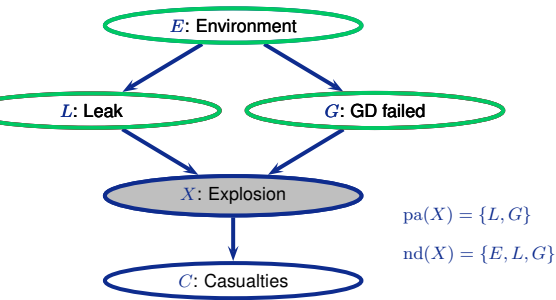 E: Environment
L: Leak
G: GD failed
X: Explosion
pa(X) = {L, G}
nd(X) = {E, L, G}
C: Casualties